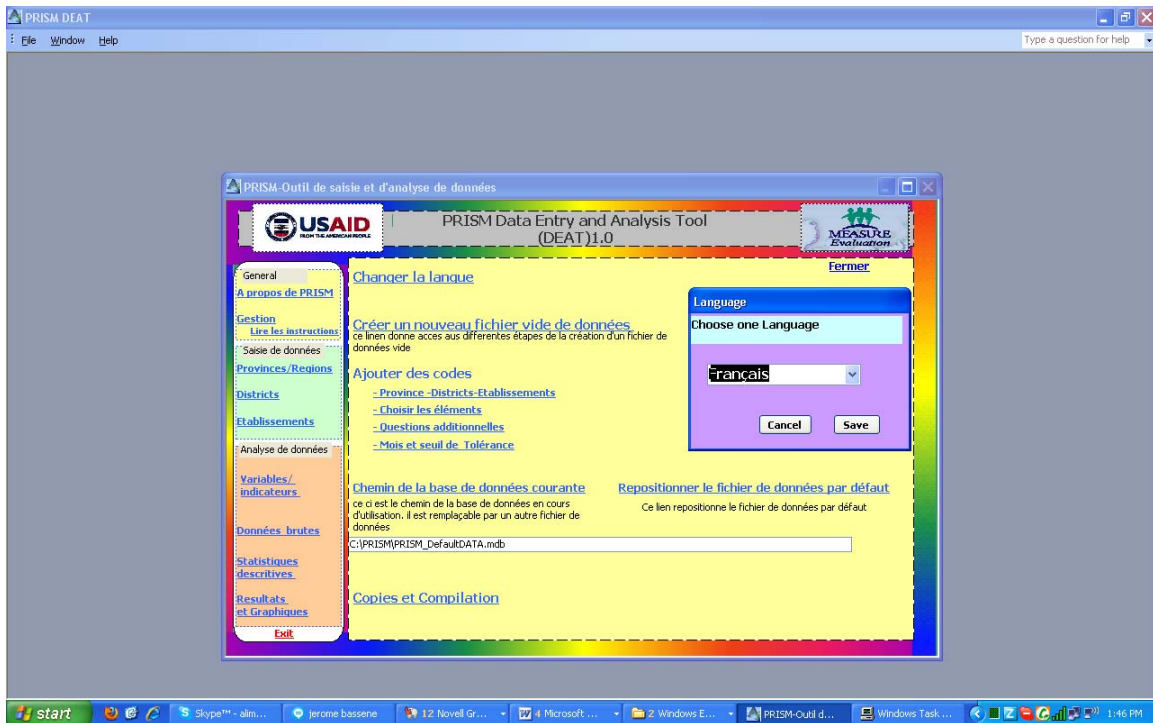 PRISM DEAT
File Window Help
Type a question for help
PRISM-Outil de saisie et d'analyse de données
USAID
FROM THE AMERICAN PEOPLE
PRISM Data Entry and Analysis Tool
(DEAT)1.0
MEASURE
Evaluation
General
A propos de PRISM
Gestion
Lire les instructions
Saisie de données
Provinces/Regions
Districts
Etablissements
Analyse de données
Variables/
indicateurs
Données brutes
Statistiques
descritives
Resultats
et Graphiques
Exit
Fermer
Changer la langue
Créer un nouveau fichier vide de données
ce linen donne acces aus differentes étapes de la création d'un fichier de
données vide
Ajouter des codes
- Province -Districts-Etablissements
- Choisir les éléments
- Questions additionnelles
- Mois et seuil de Tolérance
Language
Choose one Language
Français
Cancel Save
Chemin de la base de données courante
ce ci est le chemin de la base de données en cours
d'utilisation. il est remplaçable par un autre fichier de
données
Repositionner le fichier de données par défaut
Ce lien repositionne le fichier de données par défaut
C:\PRISM\PRISM_DefaultDATA.mdb
Copies et Compilation
start
Skype™ - alim...
jerome bassene
12 Novell Gr...
4 Microsoft ...
2 Windows E...
PRISM-Outil d...
Windows Task ...
1:46 PM